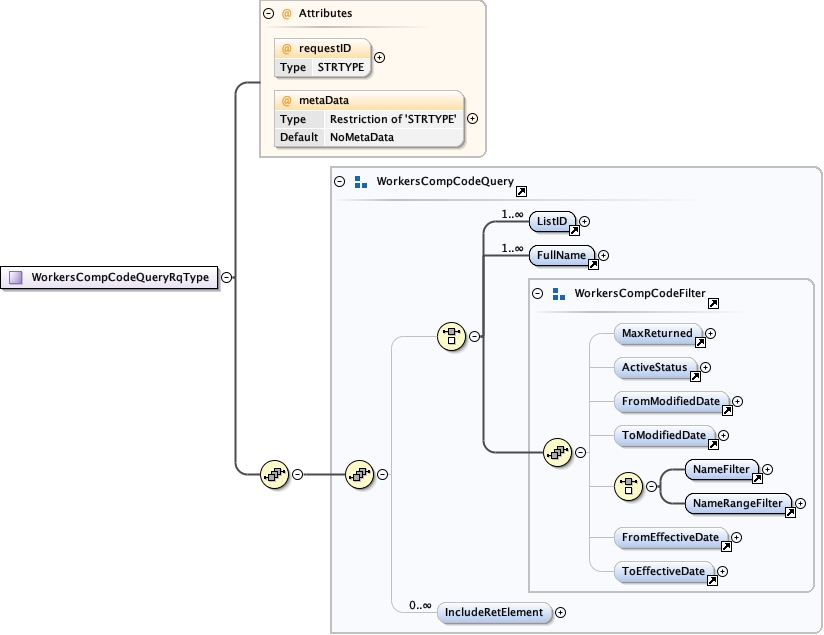 @ Attributes
@ requestID
Type STRTYPE
@ metaData
Type Restriction of 'STRTYPE'
Default NoMetaData
WorkersCompCodeQuery
1..∞ ListID
1..∞ FullName
WorkersCompCodeQueryRqType
WorkersCompCodeFilter
MaxReturned
ActiveStatus
FromModifiedDate
ToModifiedDate
NameFilter
NameRangeFilter
FromEffectiveDate
ToEffectiveDate
0..∞ IncludeRetElement